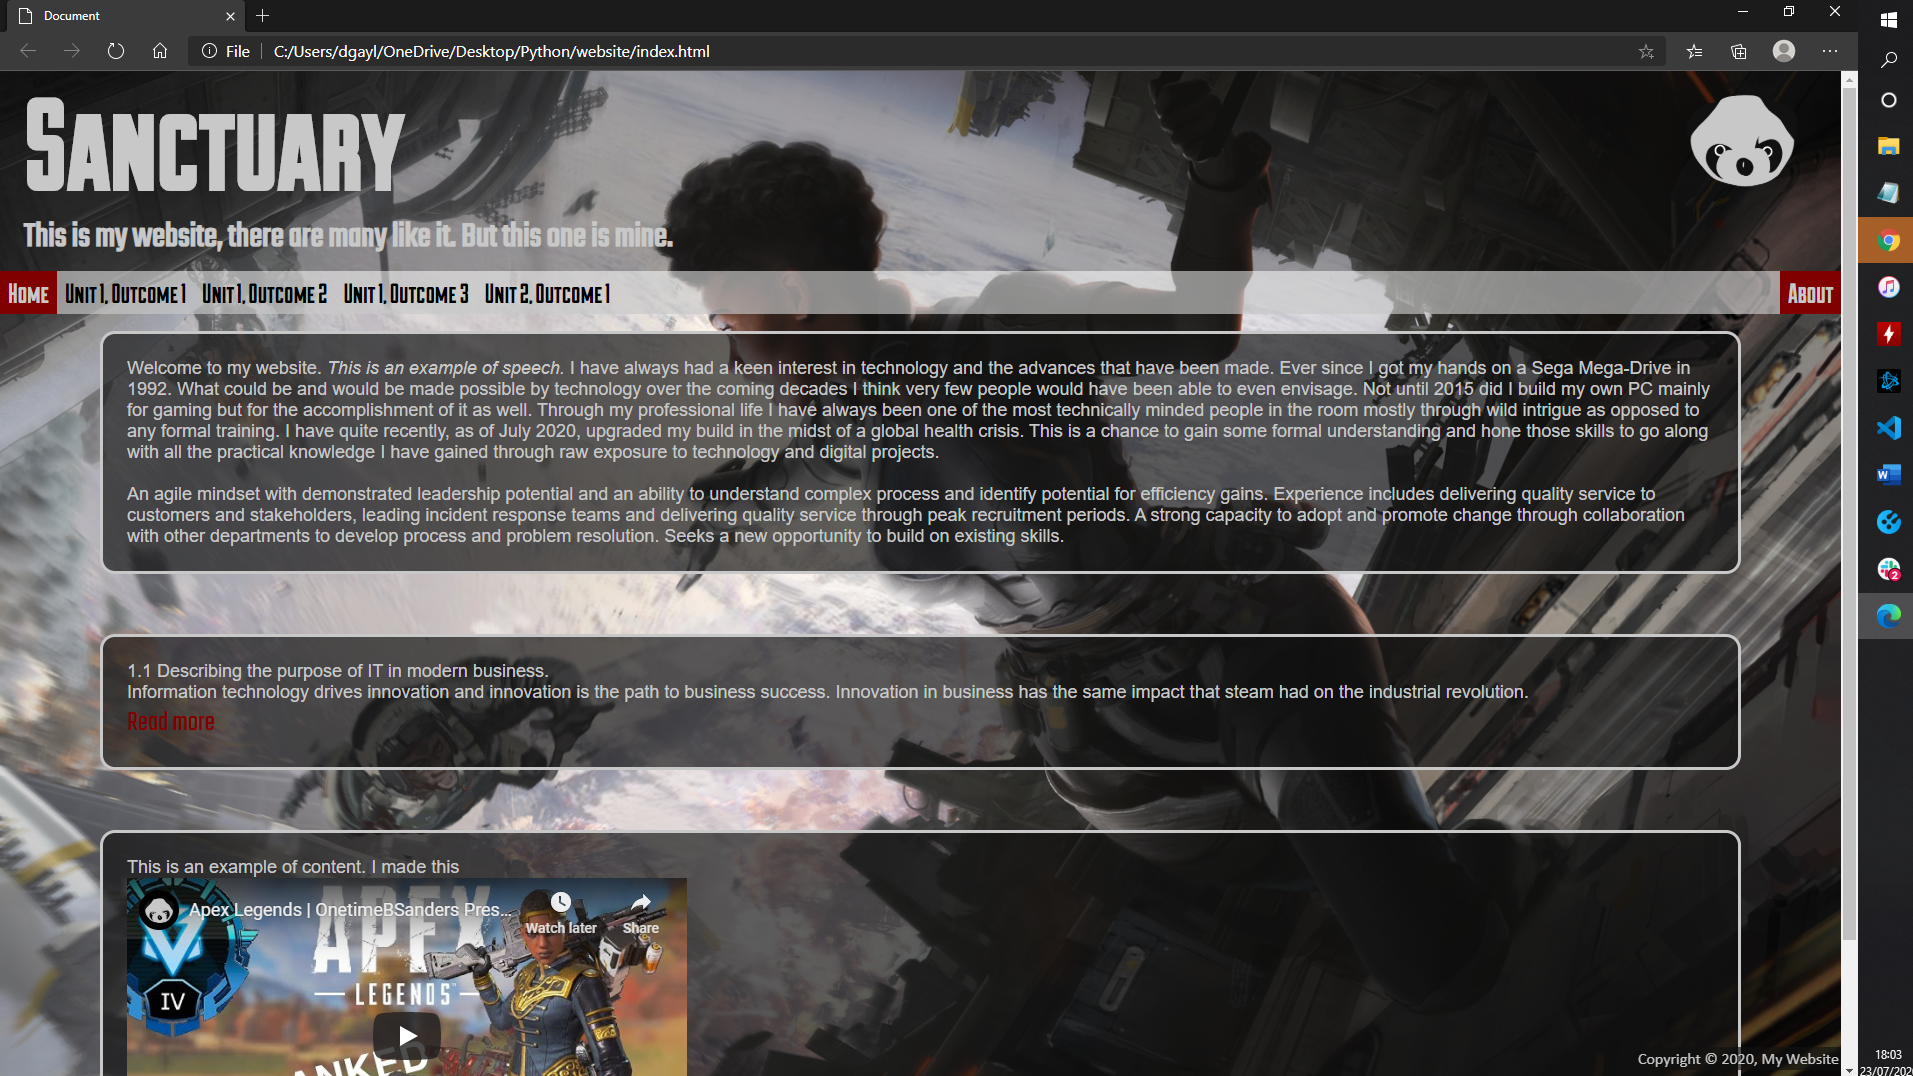 Document
File
C:/Users/dgayl/OneDrive/Desktop/Python/website/index.html
Sanctuary
This is my website, there are many like it. But this one is mine.
Home Unit 1, Outcome 1 Unit 1, Outcome 2 Unit 1, Outcome 3 Unit 2, Outcome 1 About
Welcome to my website. This is an example of speech. I have always had a keen interest in technology and the advances that have been made. Ever since I got my hands on a Sega Mega-Drive in
1992. What could be and would be made possible by technology over the coming decades I think very few people would have been able to even envisage. Not until 2015 did I build my own PC mainly
for gaming but for the accomplishment of it as well. Through my professional life I have always been one of the most technically minded people in the room mostly through wild intrigue as opposed to
any formal training. I have quite recently, as of July 2020, upgraded my build in the midst of a global health crisis. This is a chance to gain some formal understanding and hone those skills to go along
with all the practical knowledge I have gained through raw exposure to technology and digital projects.
An agile mindset with demonstrated leadership potential and an ability to understand complex process and identify potential for efficiency gains. Experience includes delivering quality service to
customers and stakeholders, leading incident response teams and delivering quality service through peak recruitment periods. A strong capacity to adopt and promote change through collaboration
with other departments to develop process and problem resolution. Seeks a new opportunity to build on existing skills.
1.1 Describing the purpose of IT in modern business.
Information technology drives innovation and innovation is the path to business success. Innovation in business has the same impact that steam had on the industrial revolution.
Read more
This is an example of content. I made this
Apex Legends | OnetimeBSanders Pres...
Watch later
Share
APEX
LEGENDS
IV
ANKED
Copyright © 2020, My Website
W
2
18:03
23/07/202